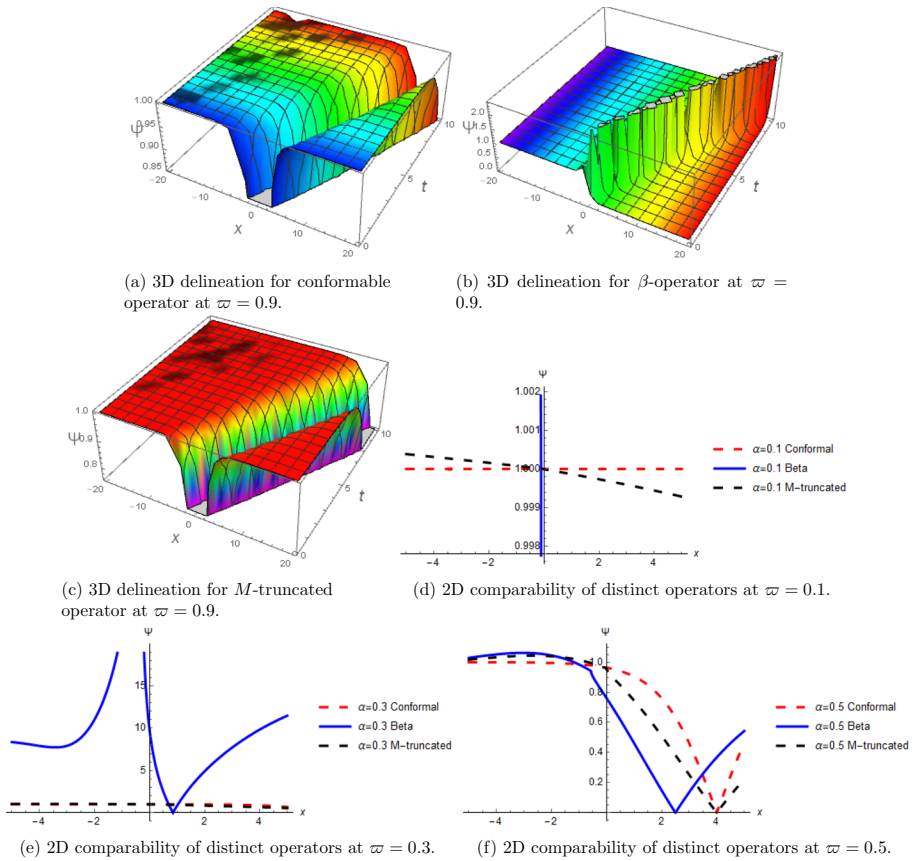 1.00
0.95
Ψ
0.90
0.85
-20
-10
0
x
10
20
0
5
t
10
2.0
Ψ1.5
1.0
0.5
0.0
-20
-10
0
x
10
20
0
5
t
10
(a) 3D delineation for conformable
operator at ϖ = 0.9.
(b) 3D delineation for β-operator at ϖ =
0.9.
1.0
Ψ0.9
0.8
-20
-10
0
x
10
20
0
5
t
10
(c) 3D delineation for M-truncated
operator at ϖ = 0.9.
Ψ
1.002
1.001
1.000
0.999
0.998
-4
-2
2
4
x
α=0.1 Conformal
α=0.1 Beta
α=0.1 M-truncated
(d) 2D comparability of distinct operators at ϖ = 0.1.
Ψ
15
10
5
-4
-2
0
2
4
x
α=0.3 Conformal
α=0.3 Beta
α=0.3 M-truncated
(e) 2D comparability of distinct operators at ϖ = 0.3.
Ψ
1.0
0.8
0.6
0.4
0.2
-4
-2
0
2
4
x
α=0.5 Conformal
α=0.5 Beta
α=0.5 M-truncated
(f) 2D comparability of distinct operators at ϖ = 0.5.